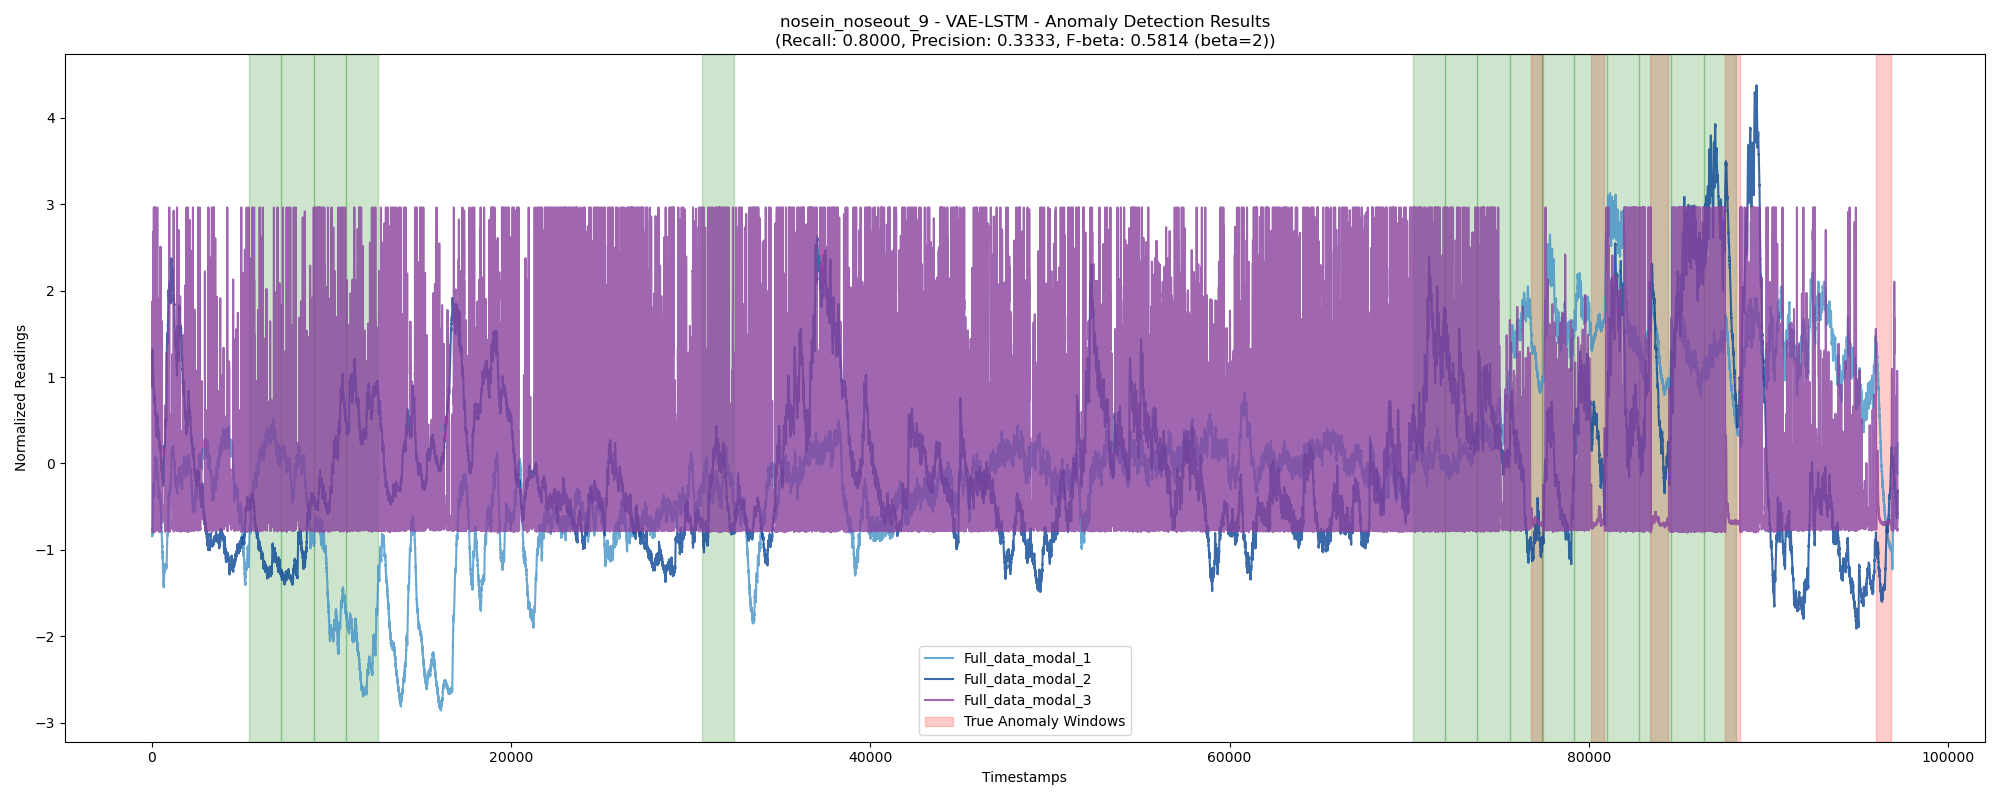 nosein_noseout_9 - VAE-LSTM - Anomaly Detection Results
(Recall: 0.8000, Precision: 0.3333, F-beta: 0.5814 (beta=2))
Normalized Readings
4
3
2
1
0
−1
−2
−3
Full_data_modal_1
Full_data_modal_2
Full_data_modal_3
True Anomaly Windows
0
20000
40000
60000
80000
100000
Timestamps